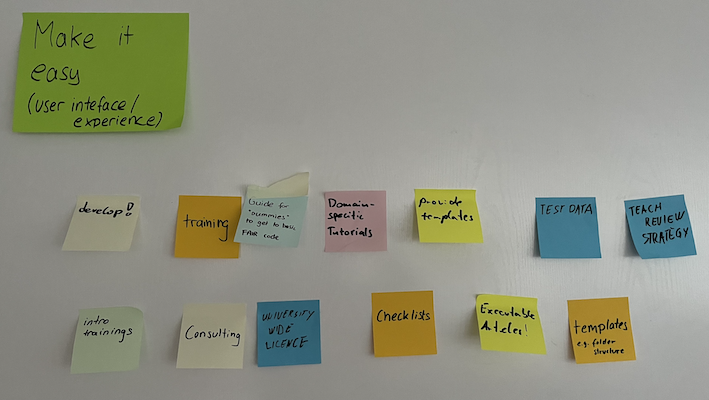 Make it
easy
(user inteface/
experience)
develop!
training
Guide for
"dummies"
to get to basic
FAIR code
Domain-
specific
Tutorials
Provide
templates
TEST DATA
TEACH
REVIEW
STRATEGY
intro
trainings
Consulting
UNIVERSITY
WIDE
LICENCE
Checklists
Executable
Articles!
templates
e.g. folder
structure